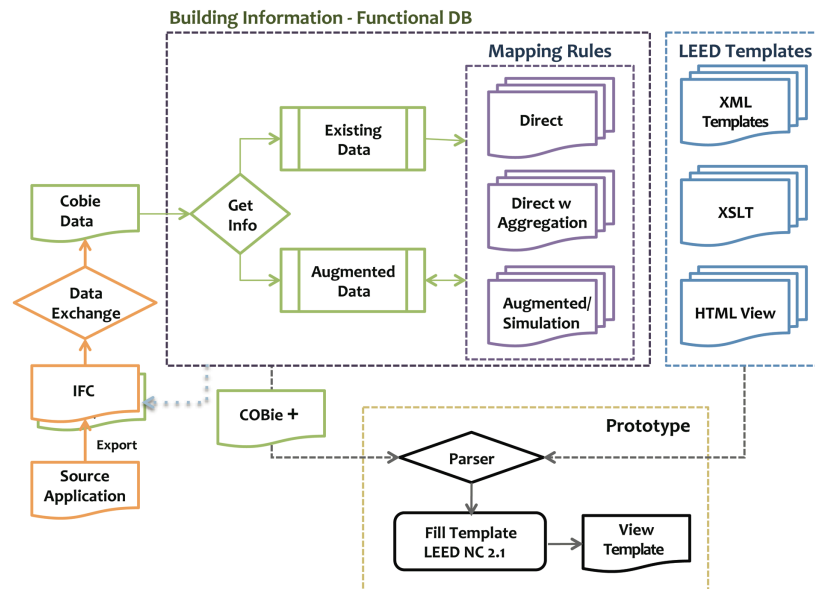 Building Information - Functional DB
Mapping Rules
LEED Templates
Existing
Data
Direct
XML
Templates
Cobie
Data
Get
Info
Direct w
Aggregation
XSLT
Augmented
Data
Data
Exchange
Augmented/
Simulation
HTML View
IFC
COBie +
Export
Prototype
Parser
Source
Application
Fill Template
LEED NC 2.1
View
Template